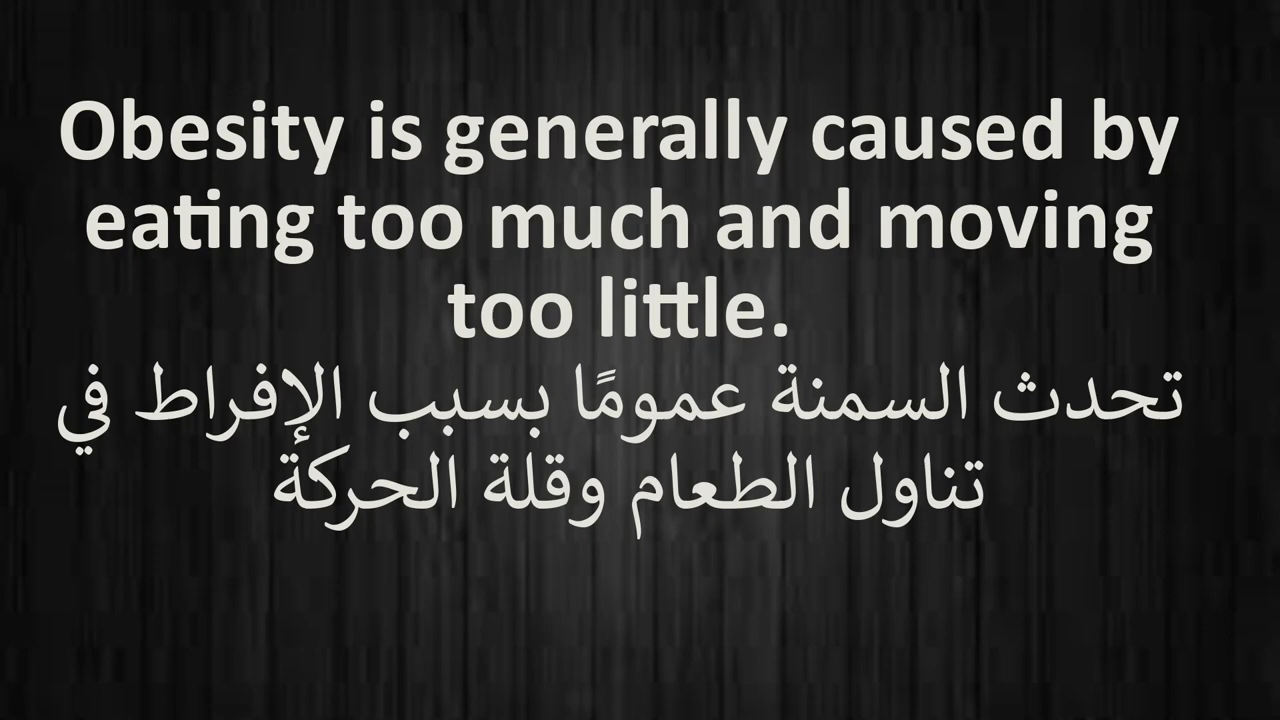 Obesity is generally caused by
eating too much and moving
too little.
تحدث السمنة عمومًا بسبب الإفراط في
تناول الطعام وقلة الحركة